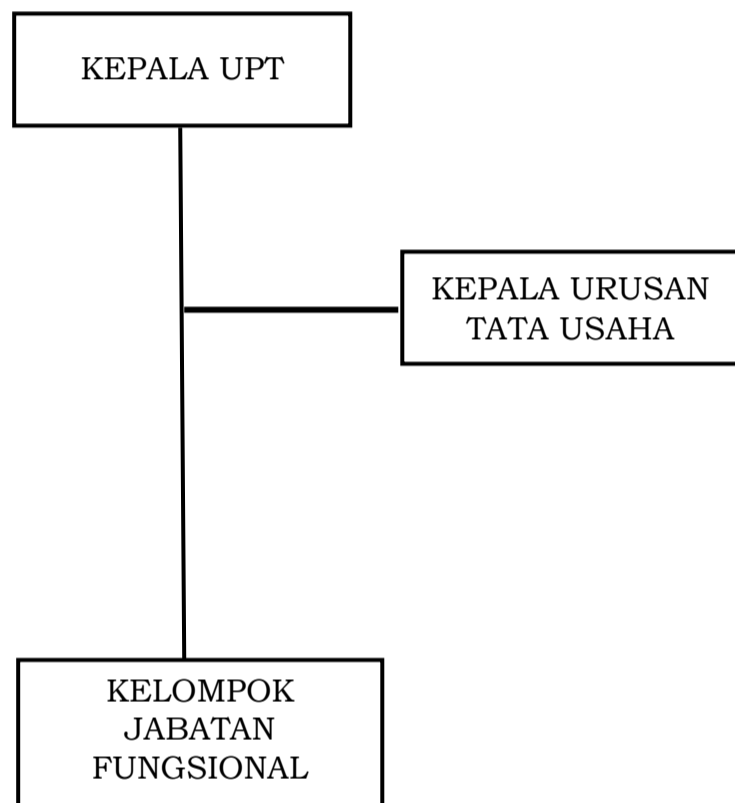 KEPALA UPT
KEPALA URUSAN
TATA USAHA
KELOMPOK
JABATAN
FUNGSIONAL